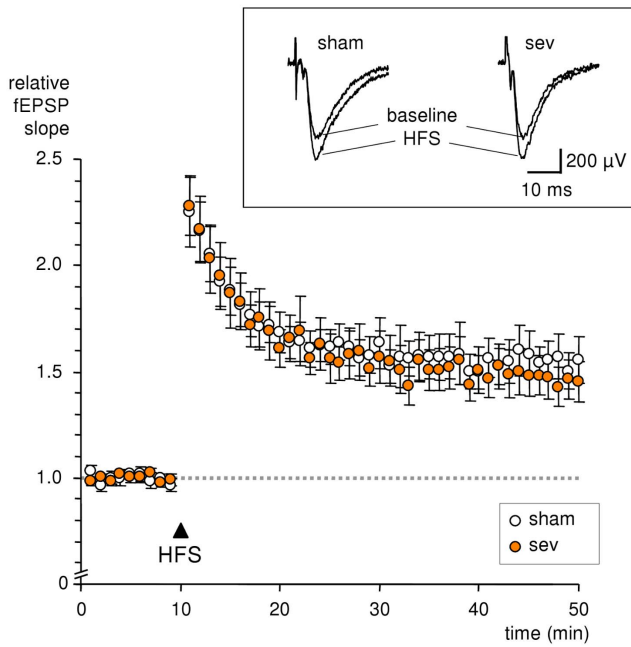 sham
sev
baseline
HFS
200 µV
10 ms
relative
fEPSP
slope
2.5
2.0
1.5
1.0
0
HFS
sham
sev
0
10
20
30
40
50
time (min)